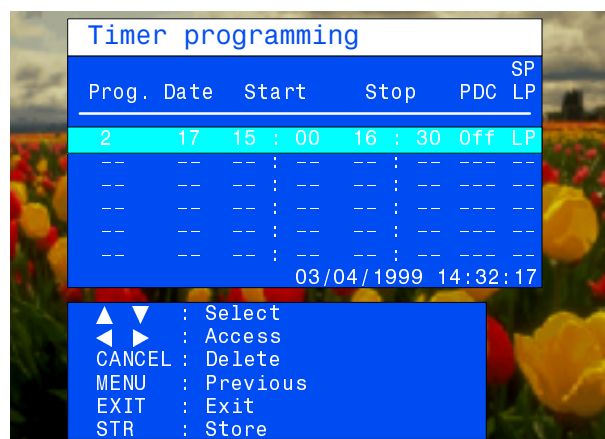 Timer programming
SP
Prog. Date Start Stop PDC LP
2 17 15 : 00 16 : 30 Off LP
-- -- -- : -- -- : -- --- --
-- -- -- : -- -- : -- --- --
-- -- -- : -- -- : -- --- --
-- -- -- : -- -- : -- --- --
-- -- -- : -- -- : -- --- --
03/04/1999 14:32:17
▲ ▼ : Select
◀ ▶ : Access
CANCEL : Delete
MENU : Previous
EXIT : Exit
STR : Store